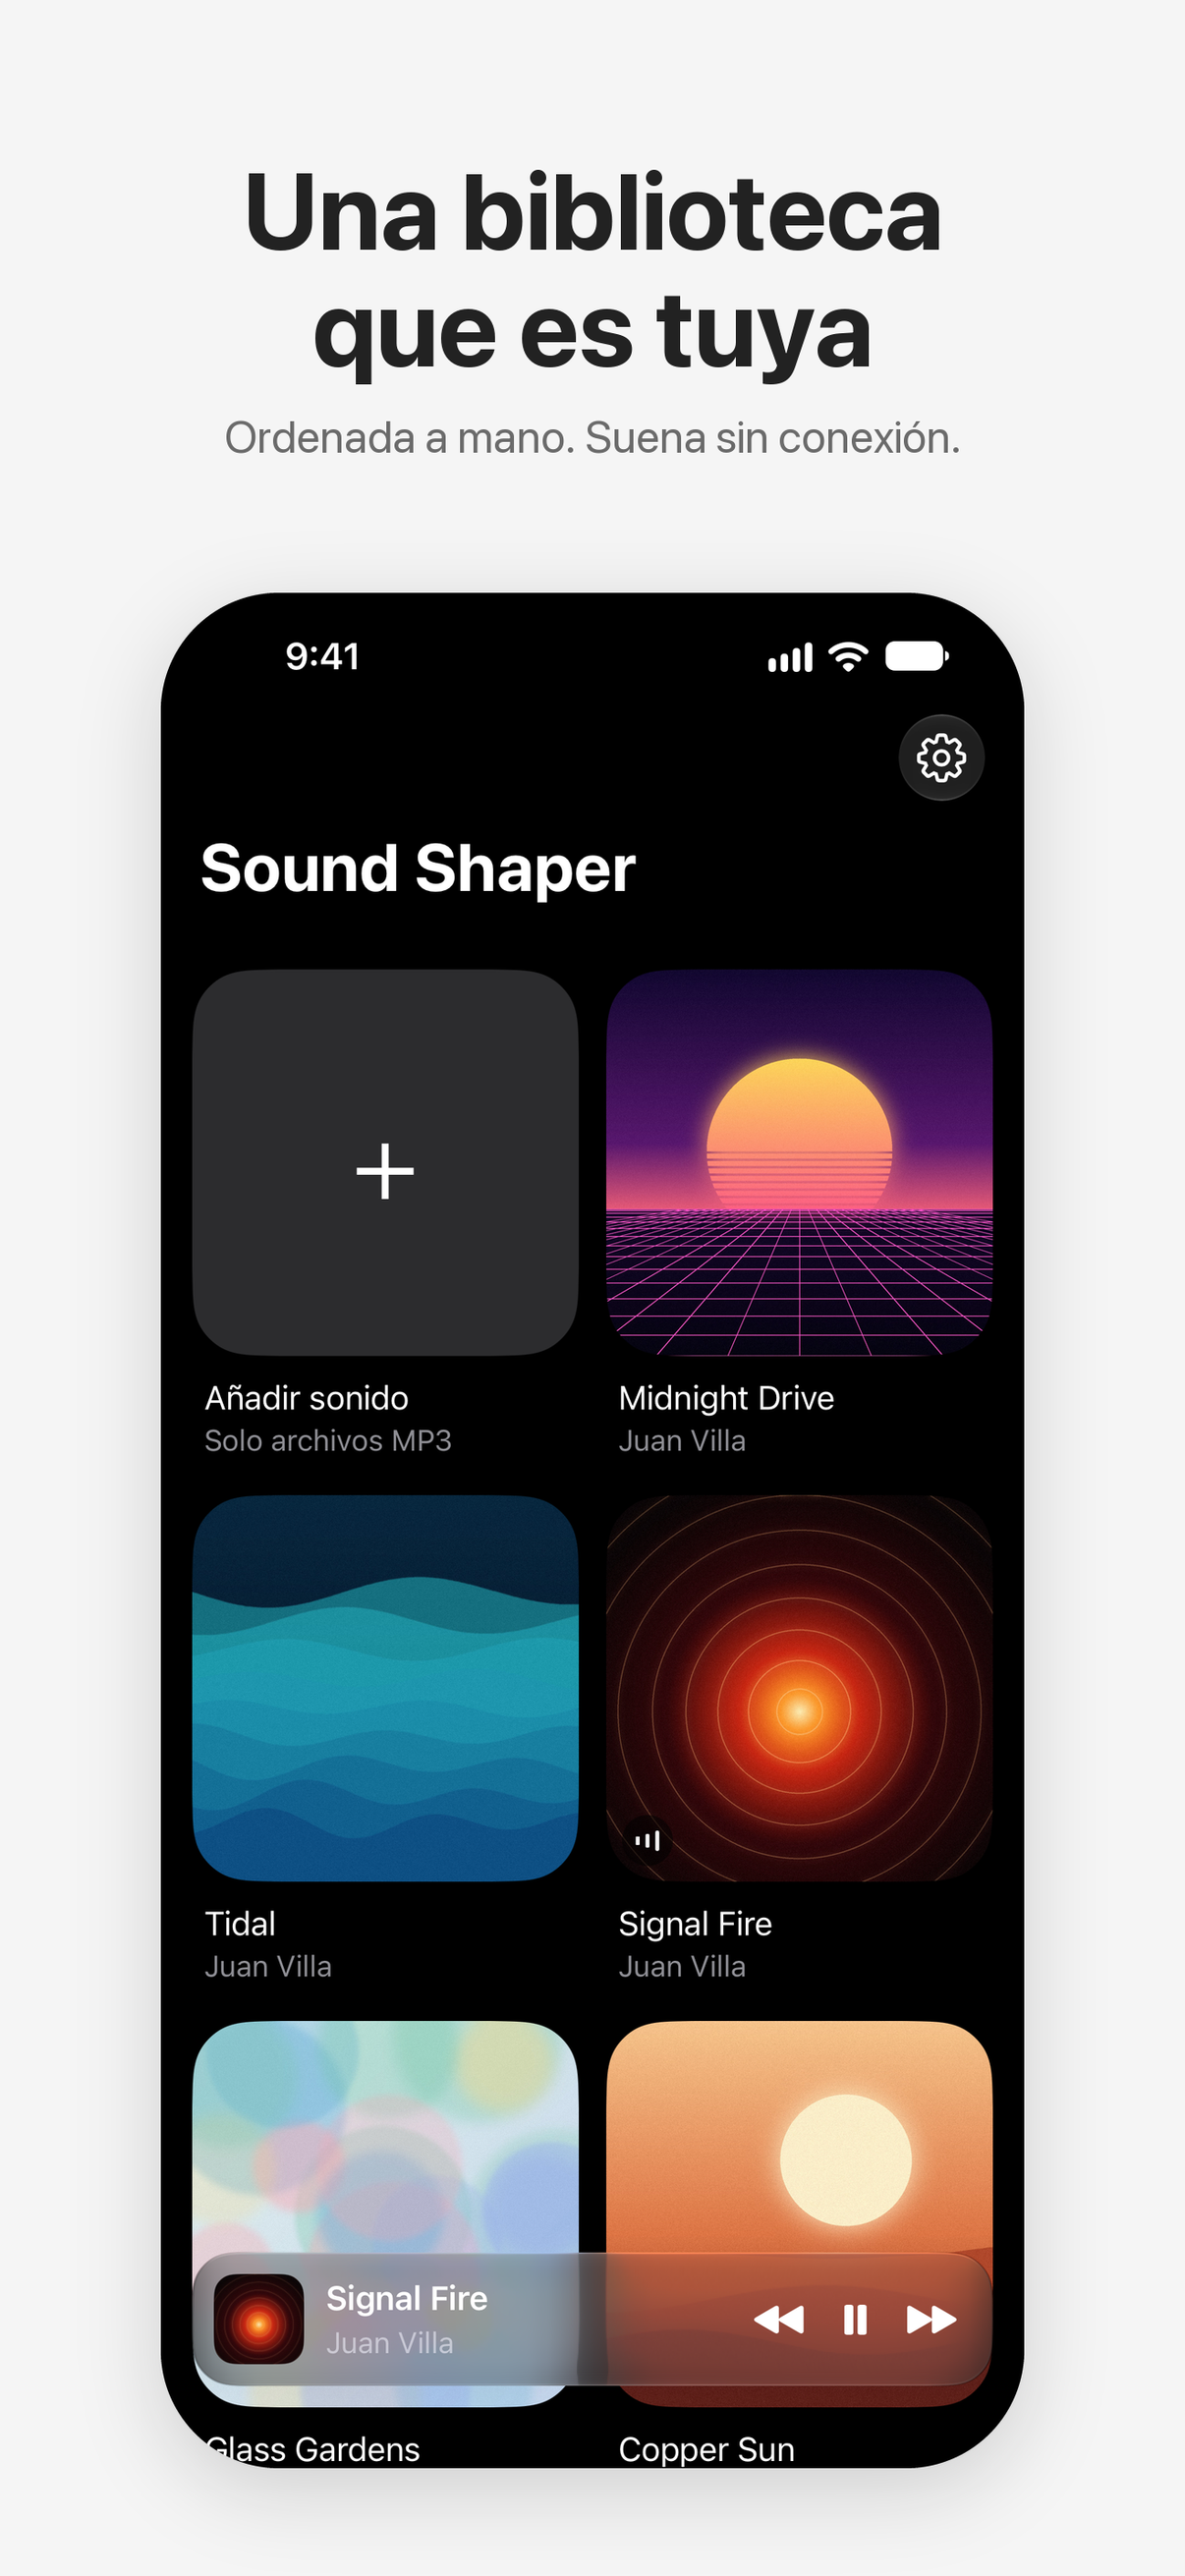 Una biblioteca
que es tuya
Ordenada a mano. Suena sin conexión.
9:41
Sound Shaper
Añadir sonido
Solo archivos MP3
Midnight Drive
Juan Villa
Tidal
Juan Villa
Signal Fire
Juan Villa
Signal Fire
Juan Villa
Glass Gardens
Copper Sun